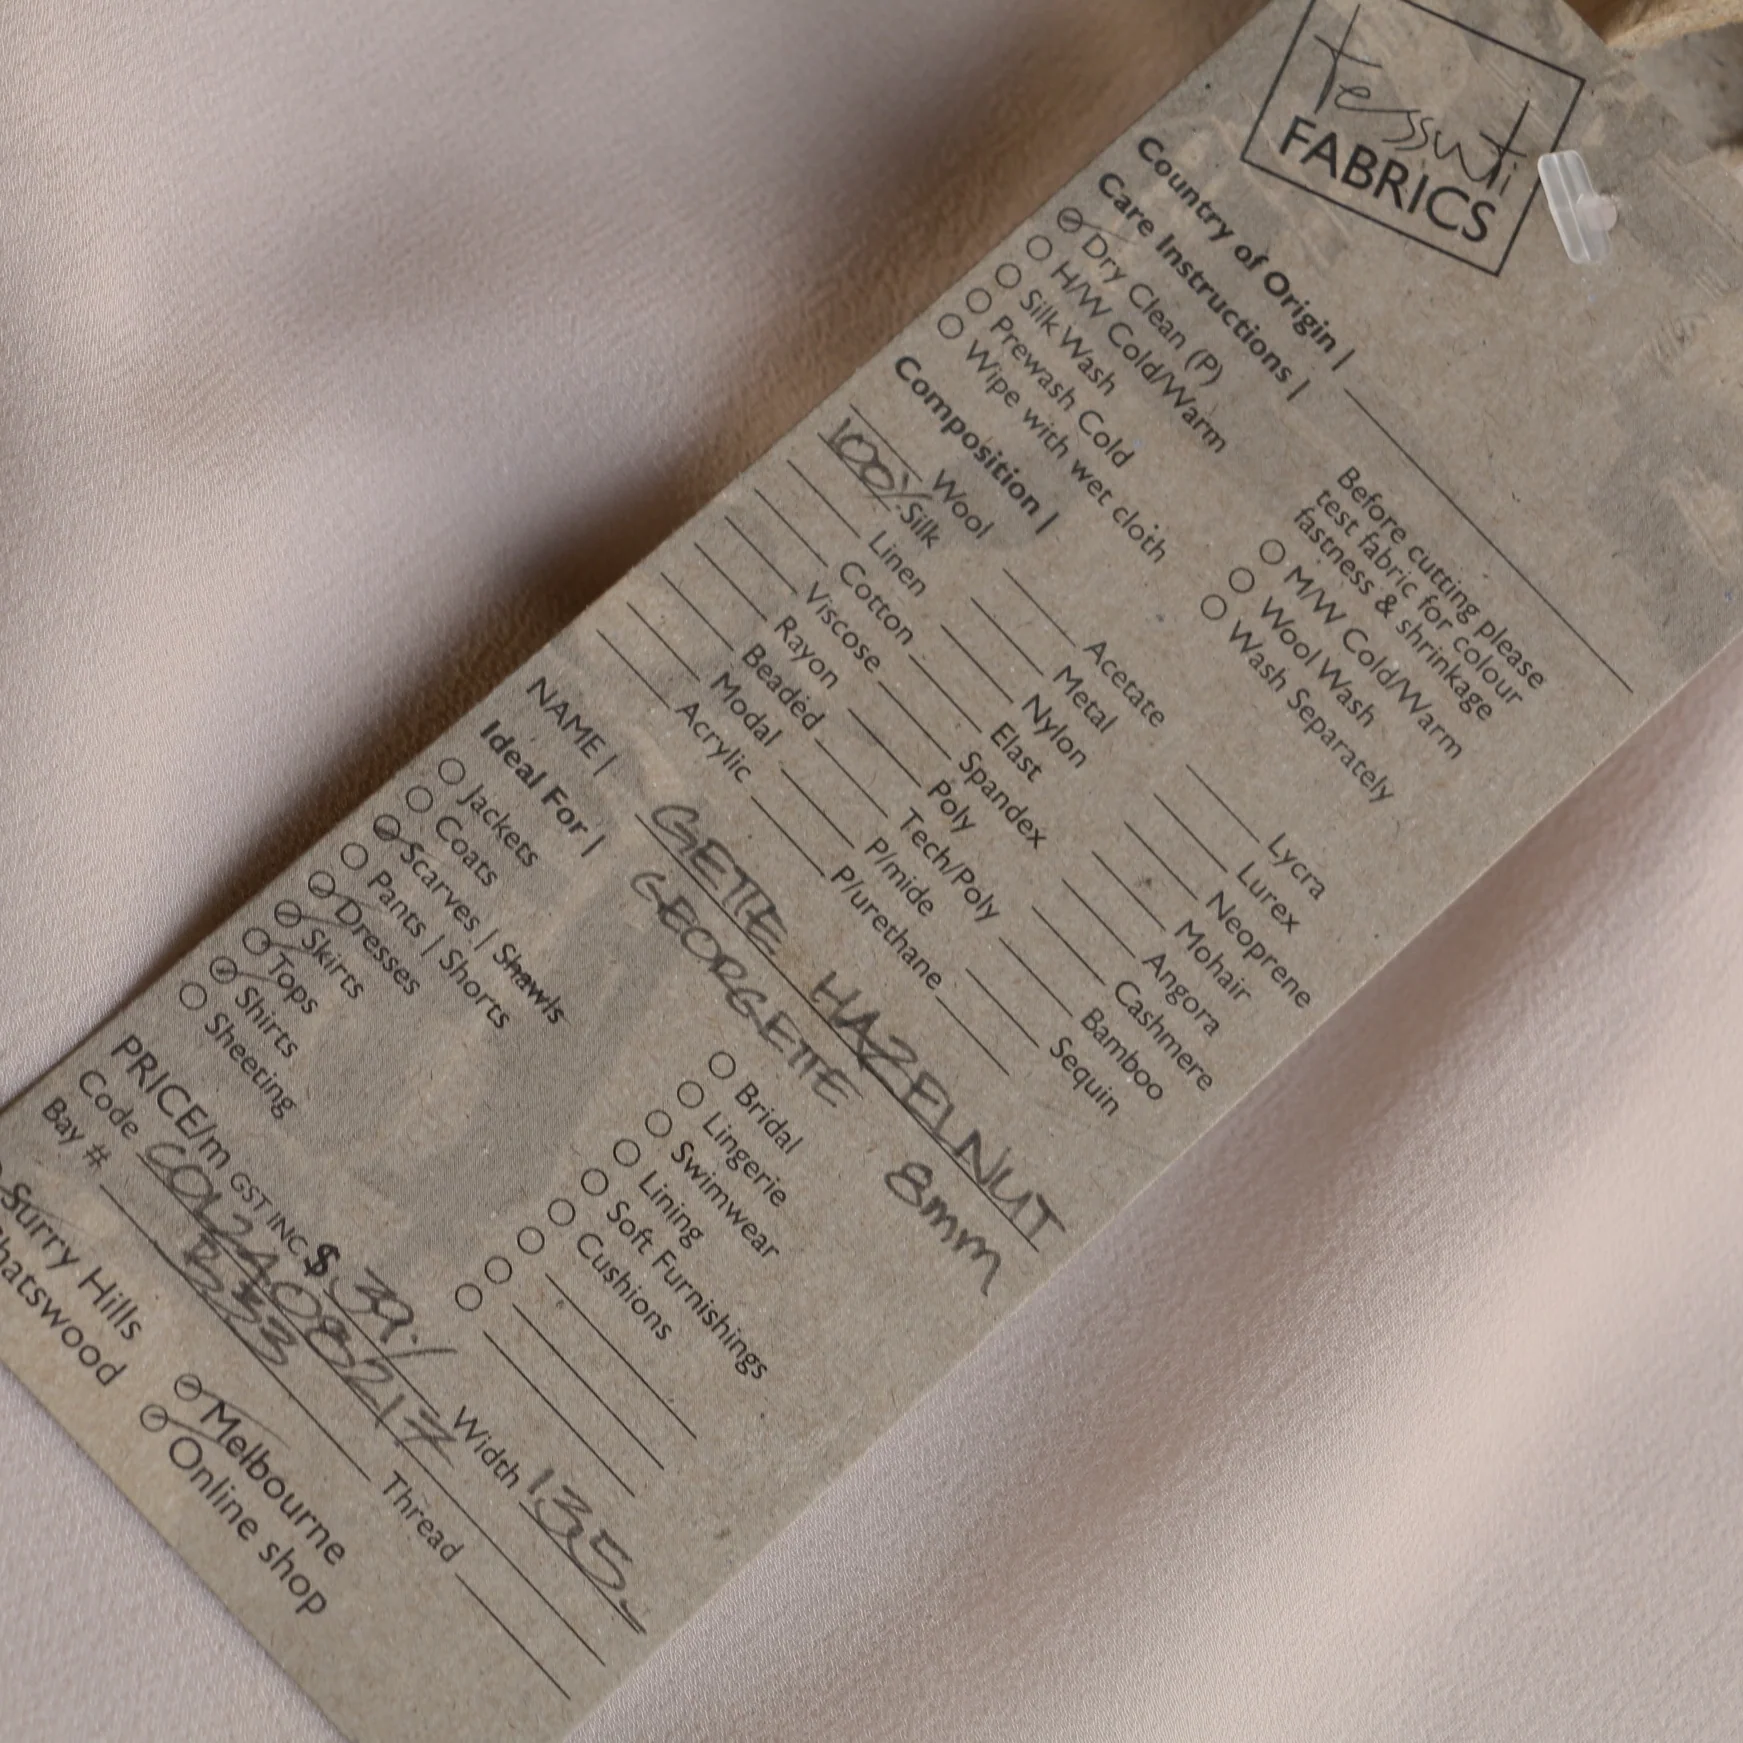 tessuti
FABRICS
Country of Origin |
Care Instructions |
Dry Clean (P)
H/W Cold/Warm
Silk Wash
Prewash Cold
Wipe with wet cloth
Before cutting please
test fabric for colour
fastness & shrinkage
M/W Cold/Warm
Wool Wash
Wash Separately
Composition |
Wool
100% Silk
Linen
Cotton
Viscose
Rayon
Beaded
Modal
Acrylic
Acetate
Metal
Nylon
Elast
Spandex
Poly
Tech/Poly
P/mide
P/urethane
Lycra
Lurex
Neoprene
Mohair
Angora
Cashmere
Bamboo
Sequin
NAME | GETTE HAZELNUT
GEORGETTE 8mm
Ideal For |
Jackets
Coats
Scarves | Shawls
Pants | Shorts
Dresses
Skirts
Tops
Shirts
Sheeting
Bridal
Lingerie
Swimwear
Lining
Soft Furnishings
Cushions
PRICE/m GST INC $ 39.- Width 135
Code
Bay # B33 Thread
Surry Hills
Chatswood
Melbourne
Online shop